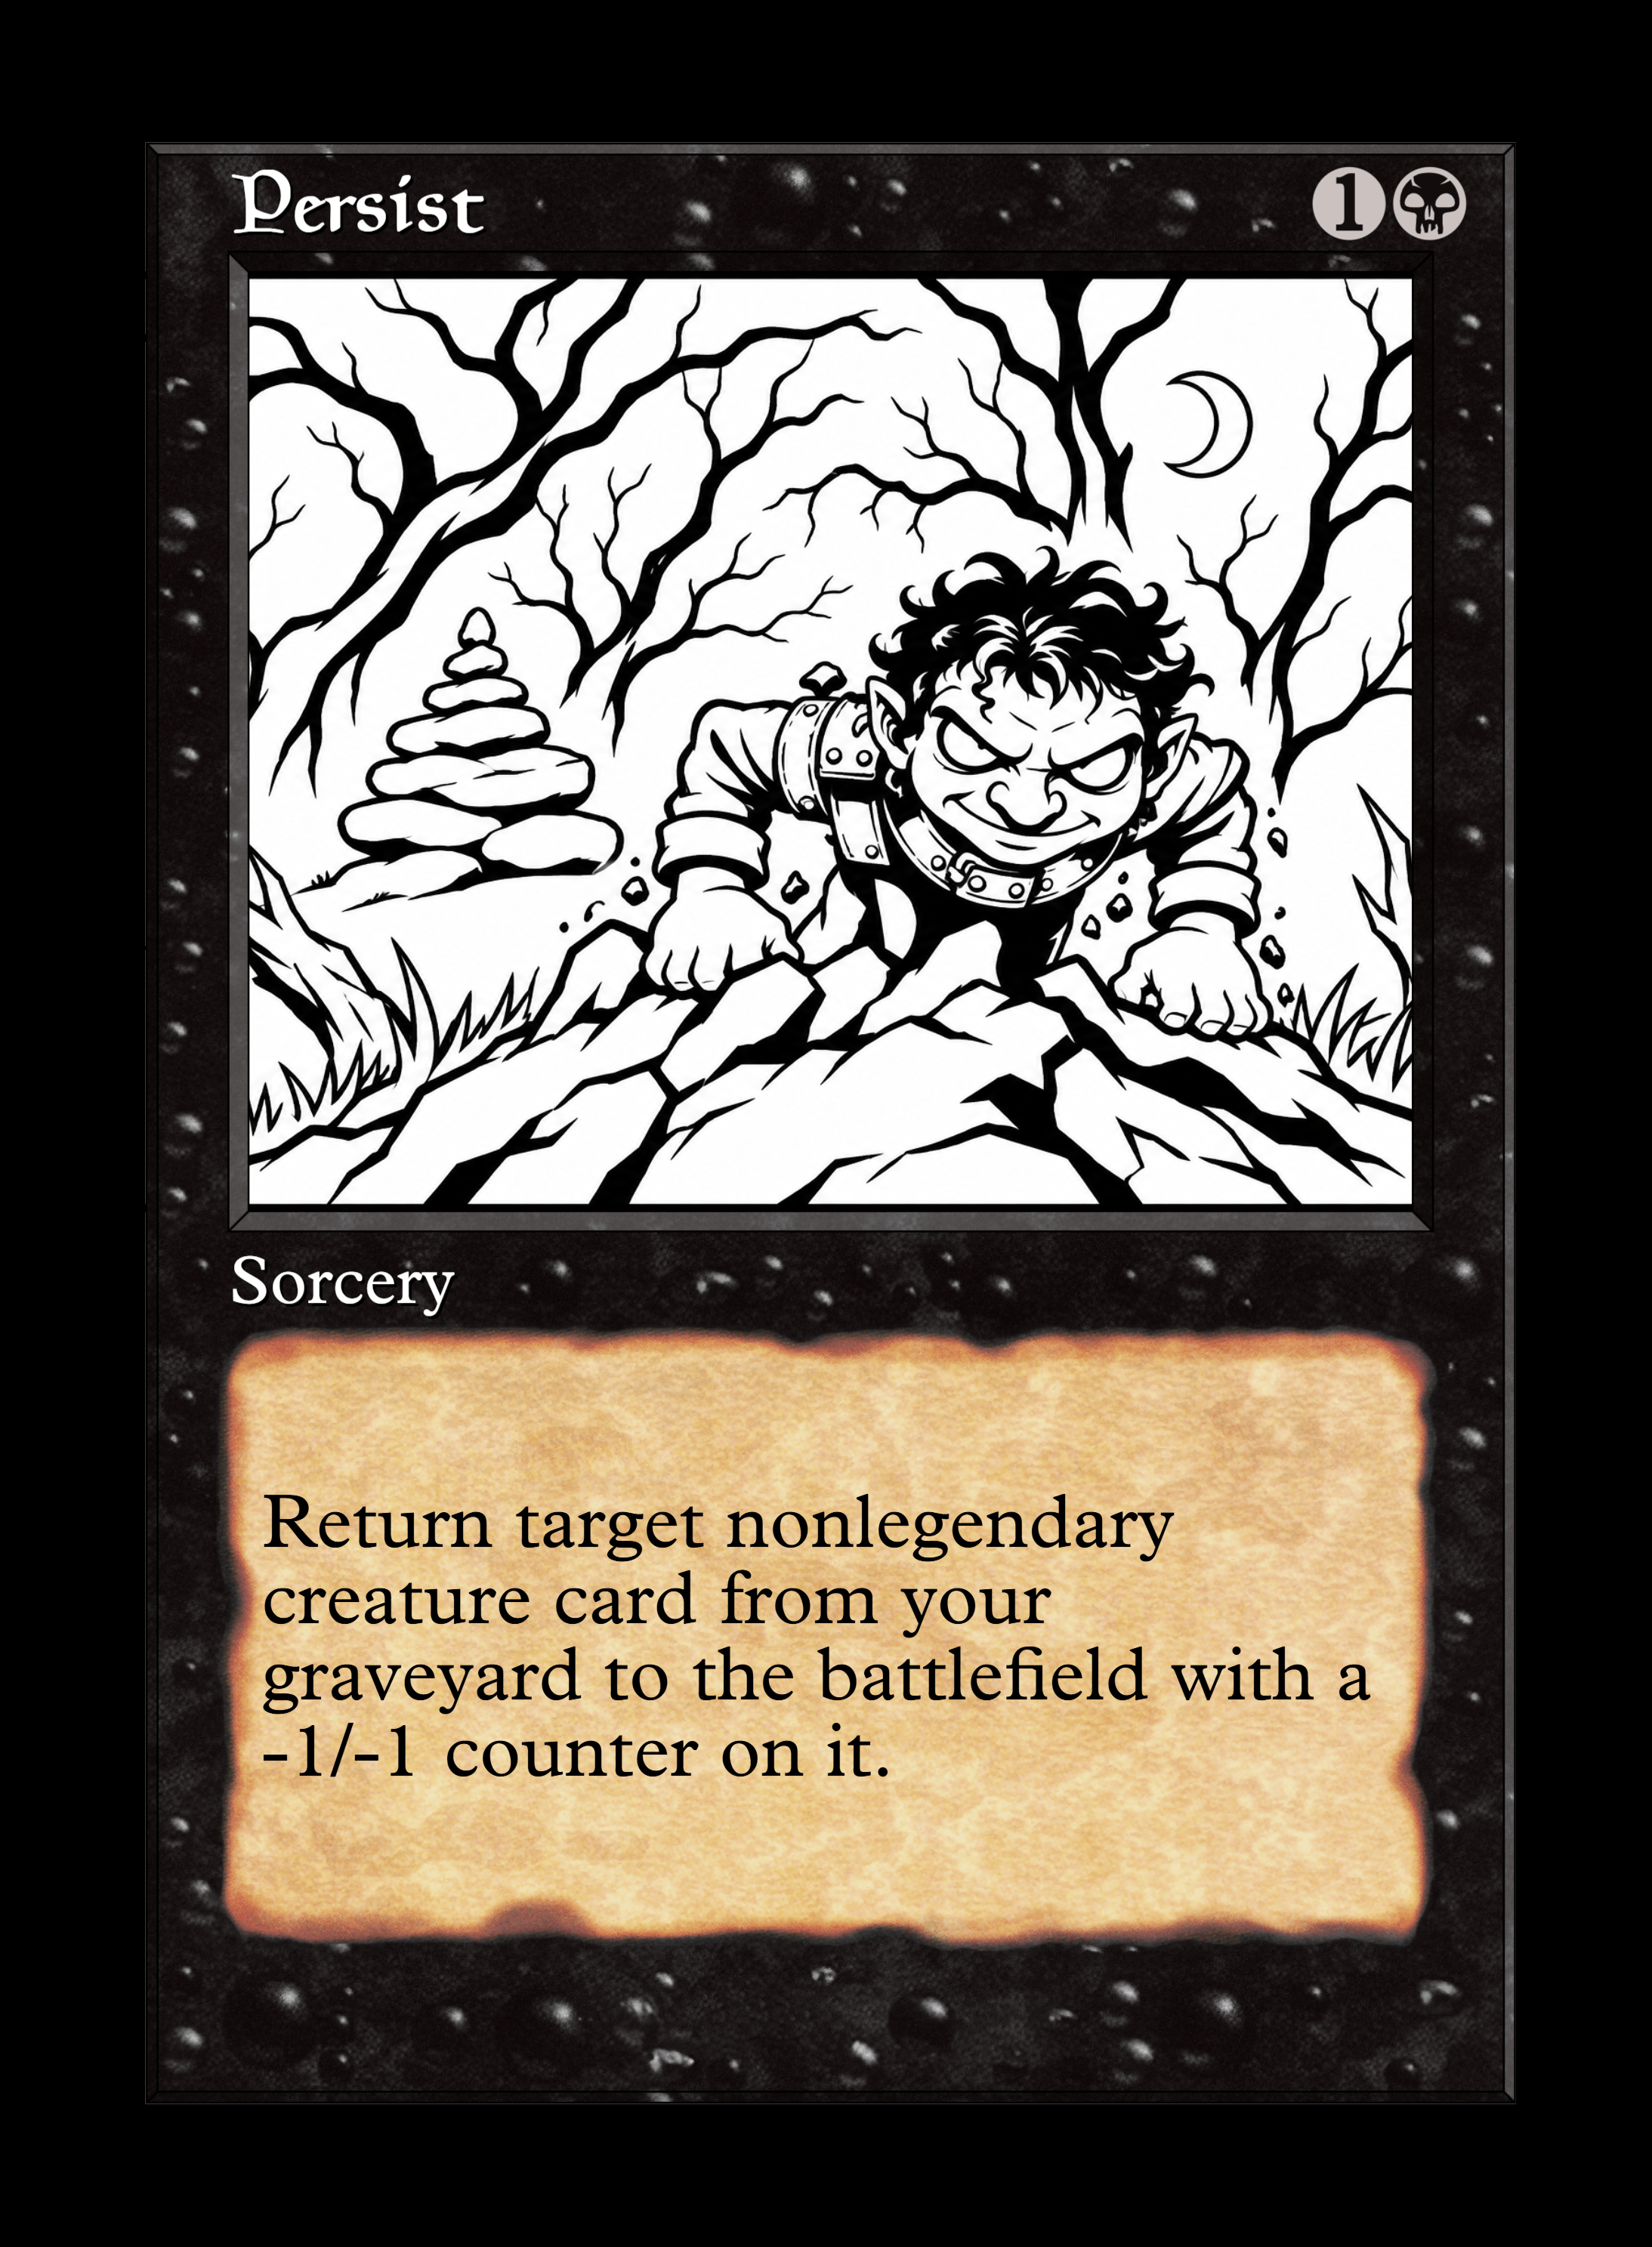 Persist 1
Sorcery
Return target nonlegendary
creature card from your
graveyard to the battlefield with a
-1/-1 counter on it.